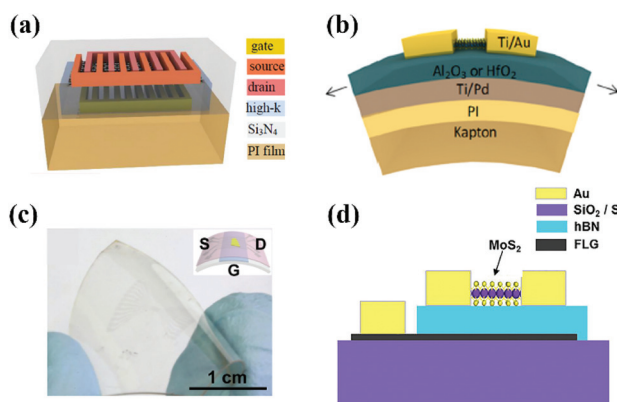 (a)
gate
source
drain
high-k
Si₃N₄
PI film
(b)
Ti/Au
Al₂O₃ or HfO₂
Ti/Pd
PI
Kapton
(c)
S
D
G
1 cm
(d)
Au
SiO₂ / S
hBN
FLG
MoS₂